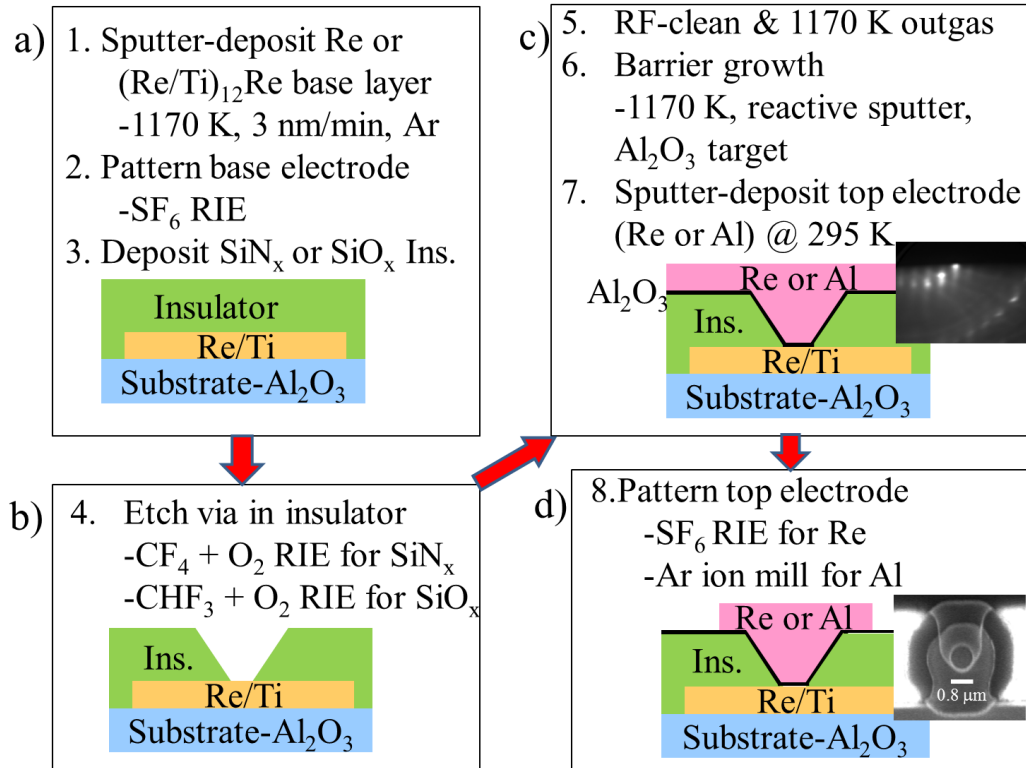 a)
1. Sputter-deposit Re or
(Re/Ti)₁₂Re base layer
-1170 K, 3 nm/min, Ar
2. Pattern base electrode
-SF₆ RIE
3. Deposit SiNₓ or SiOₓ Ins.
Insulator
Re/Ti
Substrate-Al₂O₃
b)
4. Etch via in insulator
-CF₄ + O₂ RIE for SiNₓ
-CHF₃ + O₂ RIE for SiOₓ
Ins.
Re/Ti
Substrate-Al₂O₃
c)
5. RF-clean & 1170 K outgas
6. Barrier growth
-1170 K, reactive sputter,
Al₂O₃ target
7. Sputter-deposit top electrode
(Re or Al) @ 295 K
Al₂O₃
Re or Al
Ins.
Re/Ti
Substrate-Al₂O₃
d)
8.Pattern top electrode
-SF₆ RIE for Re
-Ar ion mill for Al
Re or Al
Ins.
Re/Ti
Substrate-Al₂O₃
0.8 µm